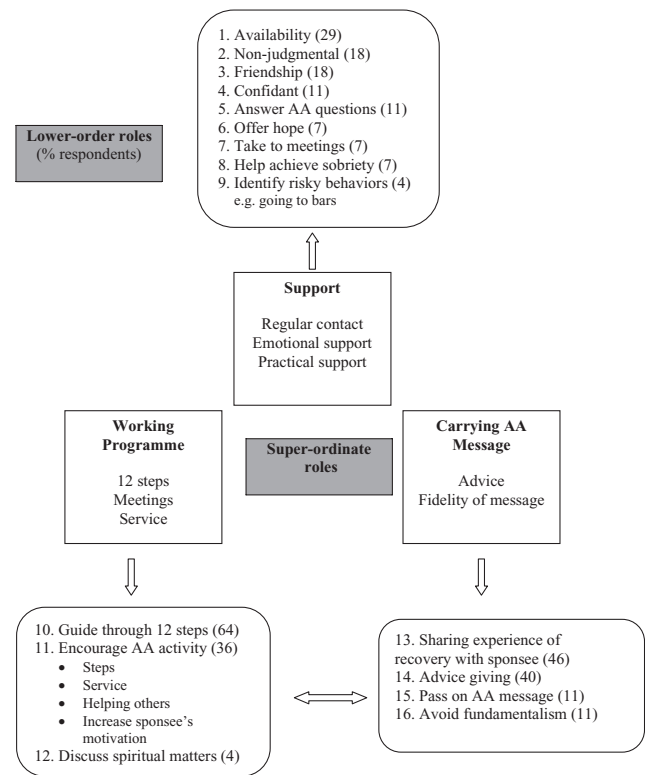 1. Availability (29)
2. Non-judgmental (18)
3. Friendship (18)
4. Confidant (11)
5. Answer AA questions (11)
6. Offer hope (7)
7. Take to meetings (7)
8. Help achieve sobriety (7)
9. Identify risky behaviors (4)
e.g. going to bars
Lower-order roles
(% respondents)
Support
Regular contact
Emotional support
Practical support
Working
Programme
12 steps
Meetings
Service
Super-ordinate
roles
Carrying AA
Message
Advice
Fidelity of message
10. Guide through 12 steps (64)
11. Encourage AA activity (36)
• Steps
• Service
• Helping others
• Increase sponsee's
motivation
12. Discuss spiritual matters (4)
13. Sharing experience of
recovery with sponsee (46)
14. Advice giving (40)
15. Pass on AA message (11)
16. Avoid fundamentalism (11)